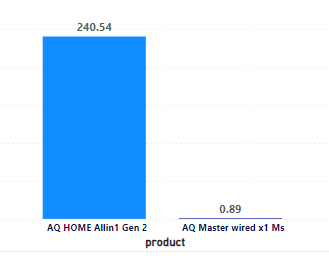 240.54
0.89
AQ HOME Allin1 Gen 2 AQ Master wired x1 Ms
product